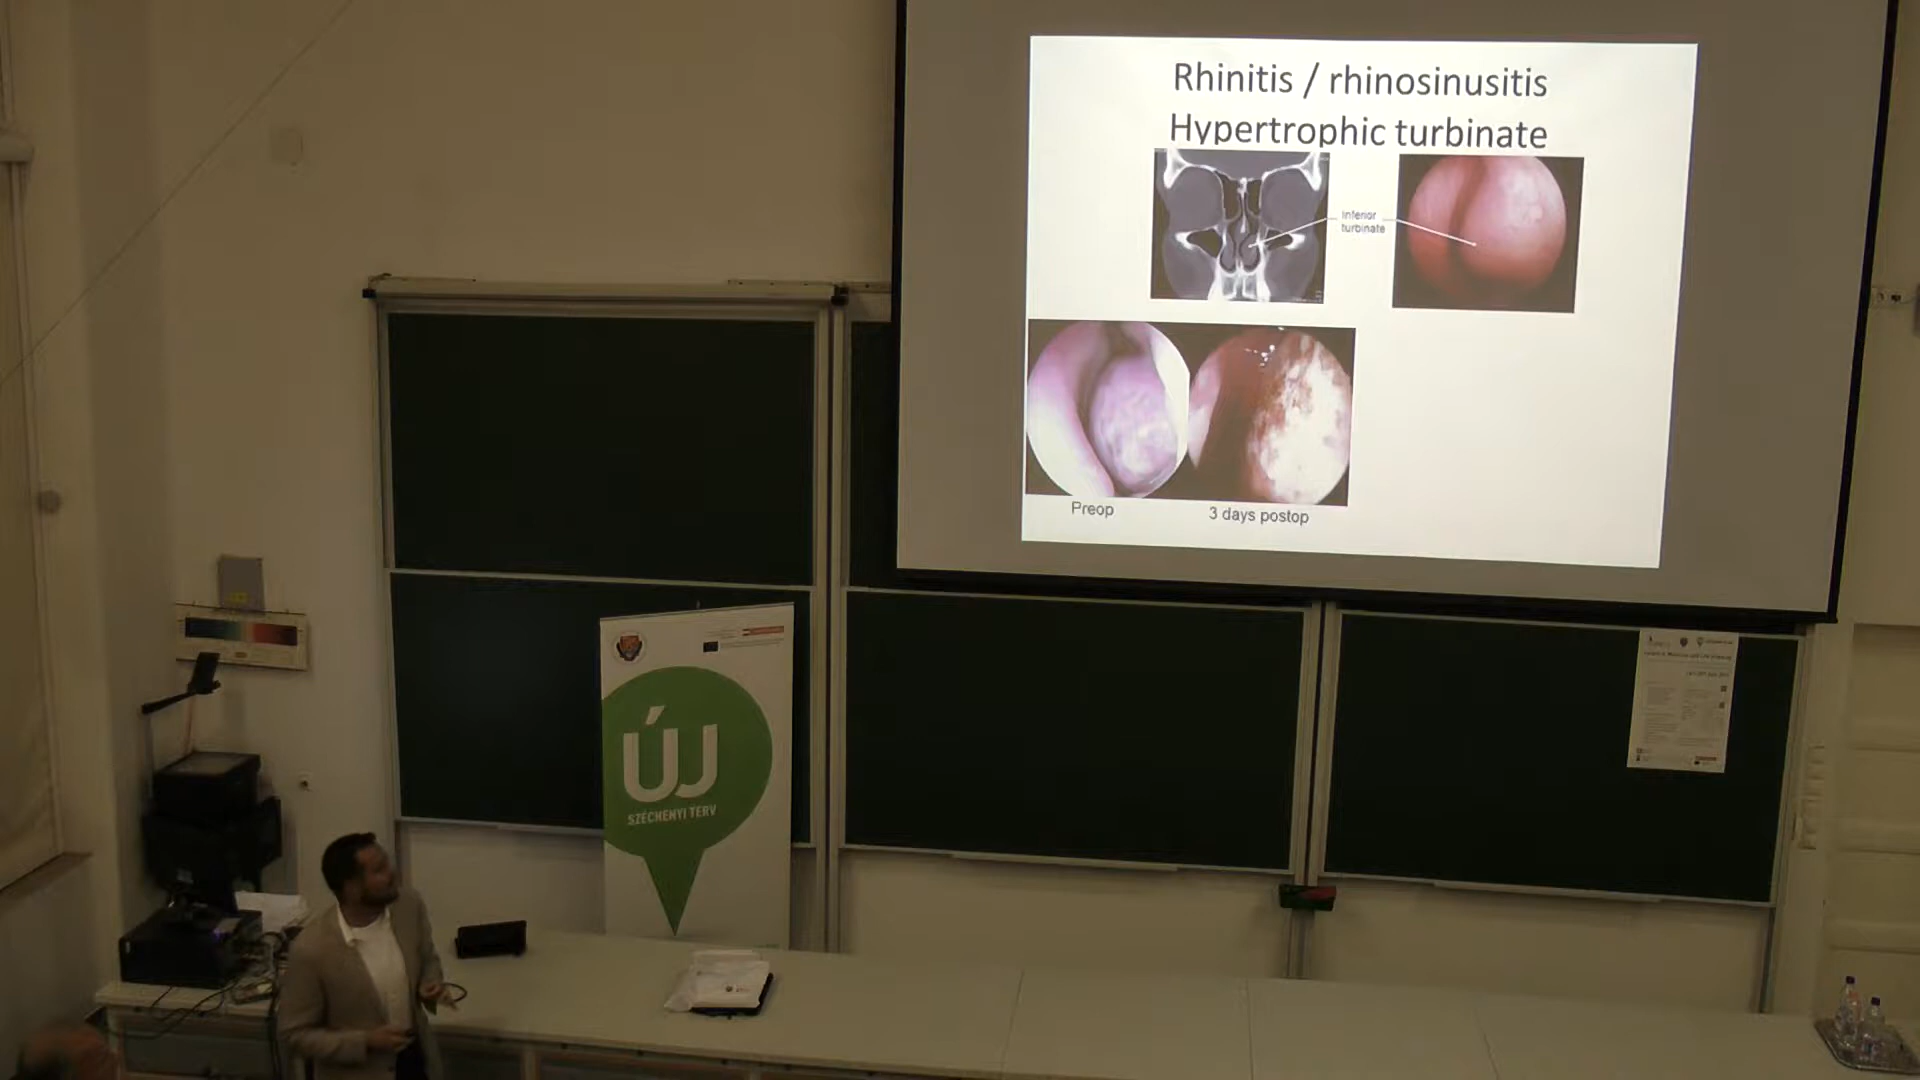 Rhinitis / rhinosinusitis
Hypertrophic turbinate
Inferior
turbinate
Preop
3 days postop
ÚJ
SZÉCHENYI TERV